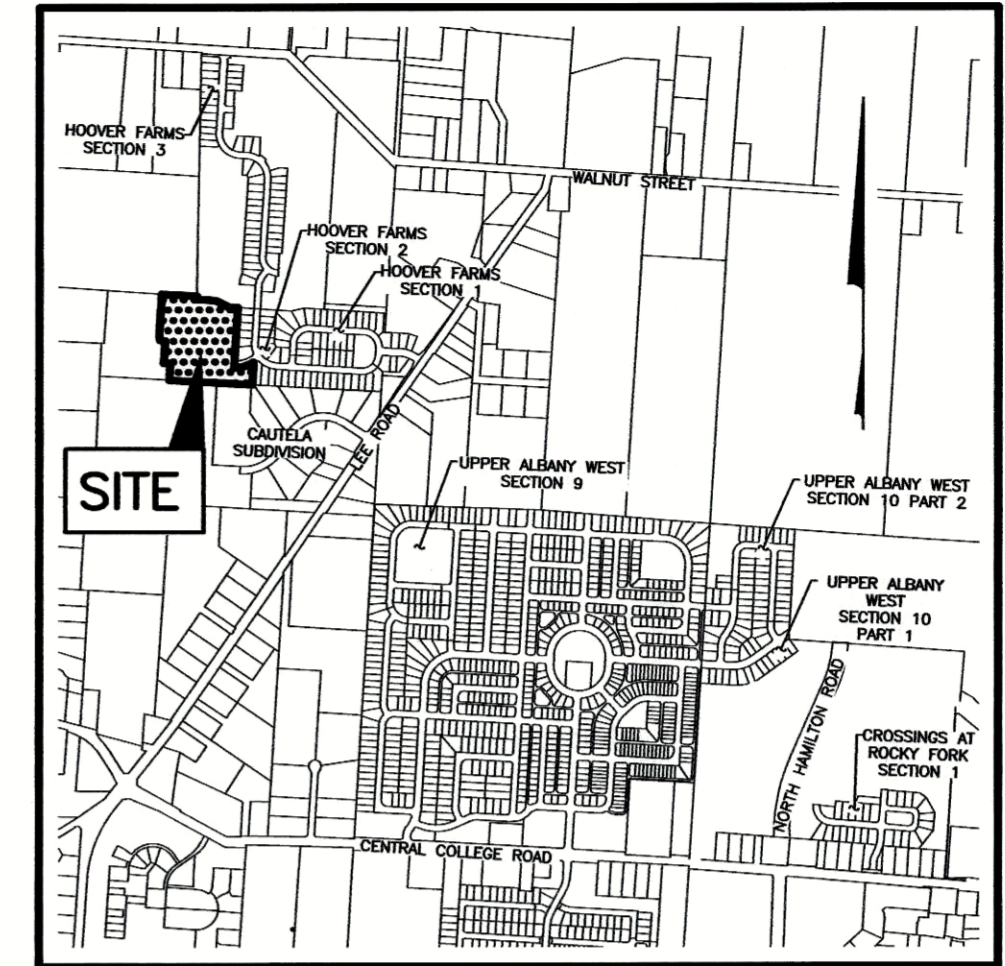 HOOVER FARMS
SECTION 3
WALNUT STREET
HOOVER FARMS
SECTION 2
HOOVER FARMS
SECTION 1
SITE
CAUTELA
SUBDIVISION
LEE ROAD
UPPER ALBANY WEST
SECTION 9
UPPER ALBANY WEST
SECTION 10 PART 2
UPPER ALBANY
WEST
SECTION 10
PART 1
NORTH HAMILTON ROAD
CROSSINGS AT
ROCKY FORK
SECTION 1
CENTRAL COLLEGE ROAD